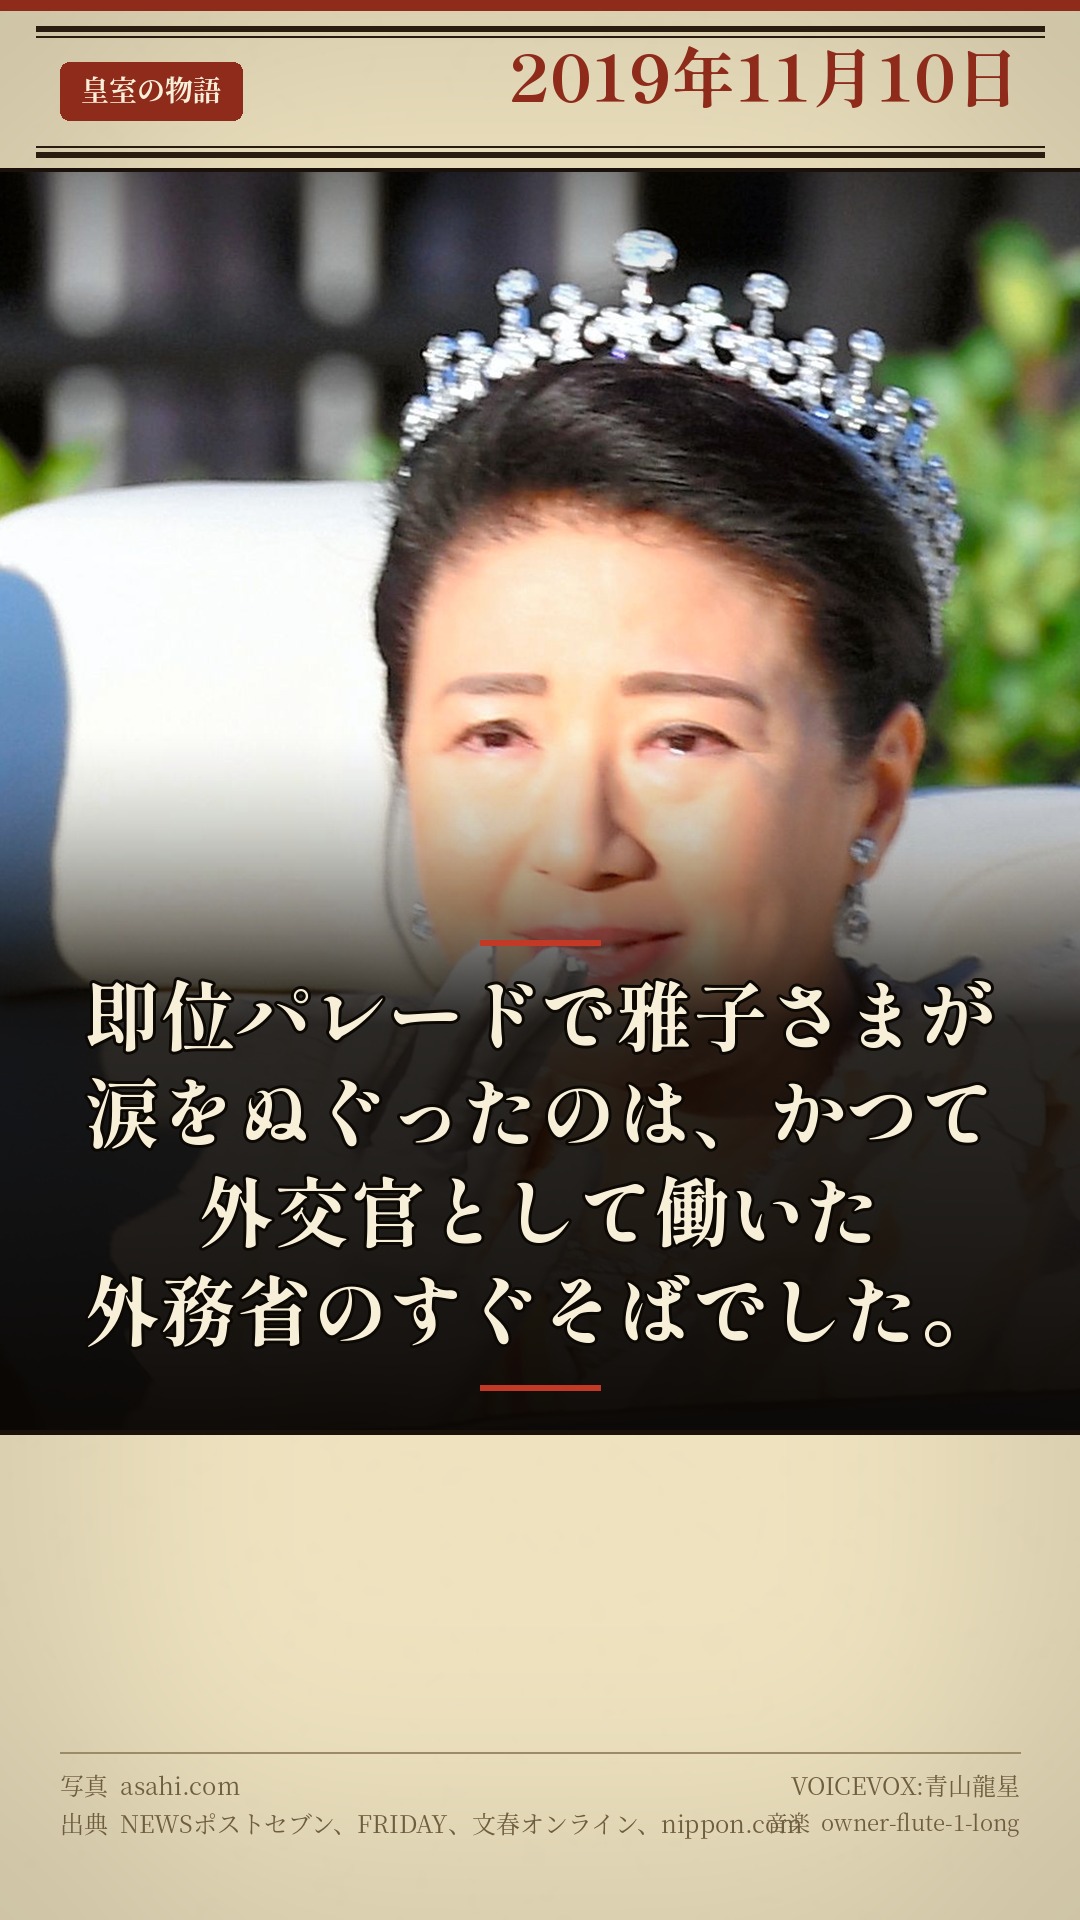 皇室の物語
2019年11月10日
即位パレードで雅子さまが
涙をぬぐったのは、かつて
外交官として働いた
外務省のすぐそばでした。
写真 asahi.com
VOICEVOX:青山龍星
出典 NEWSポストセブン、FRIDAY、文春オンライン、nippon.com
音楽 owner-flute-1-long